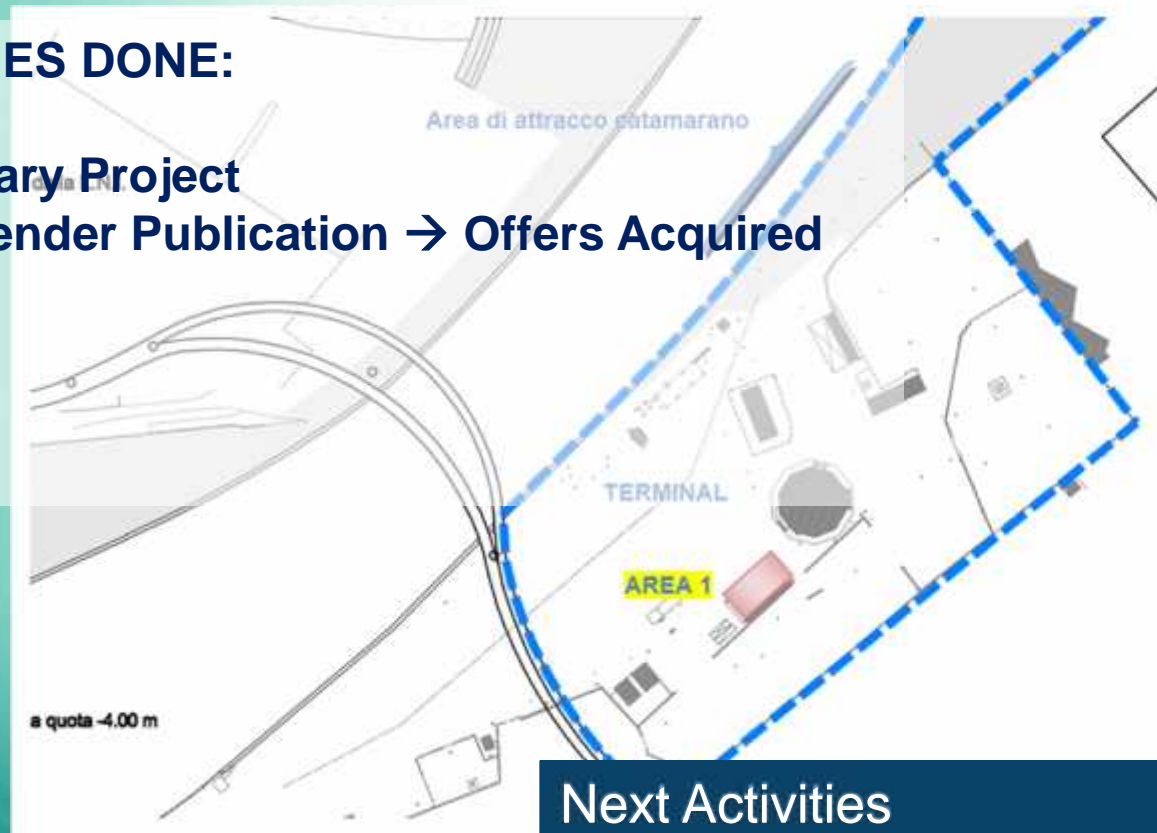 ES DONE:
Area di attracco catamarano
ary Project
ender Publication → Offers Acquired
TERMINAL
AREA 1
a quota -4.00 m
Next Activities